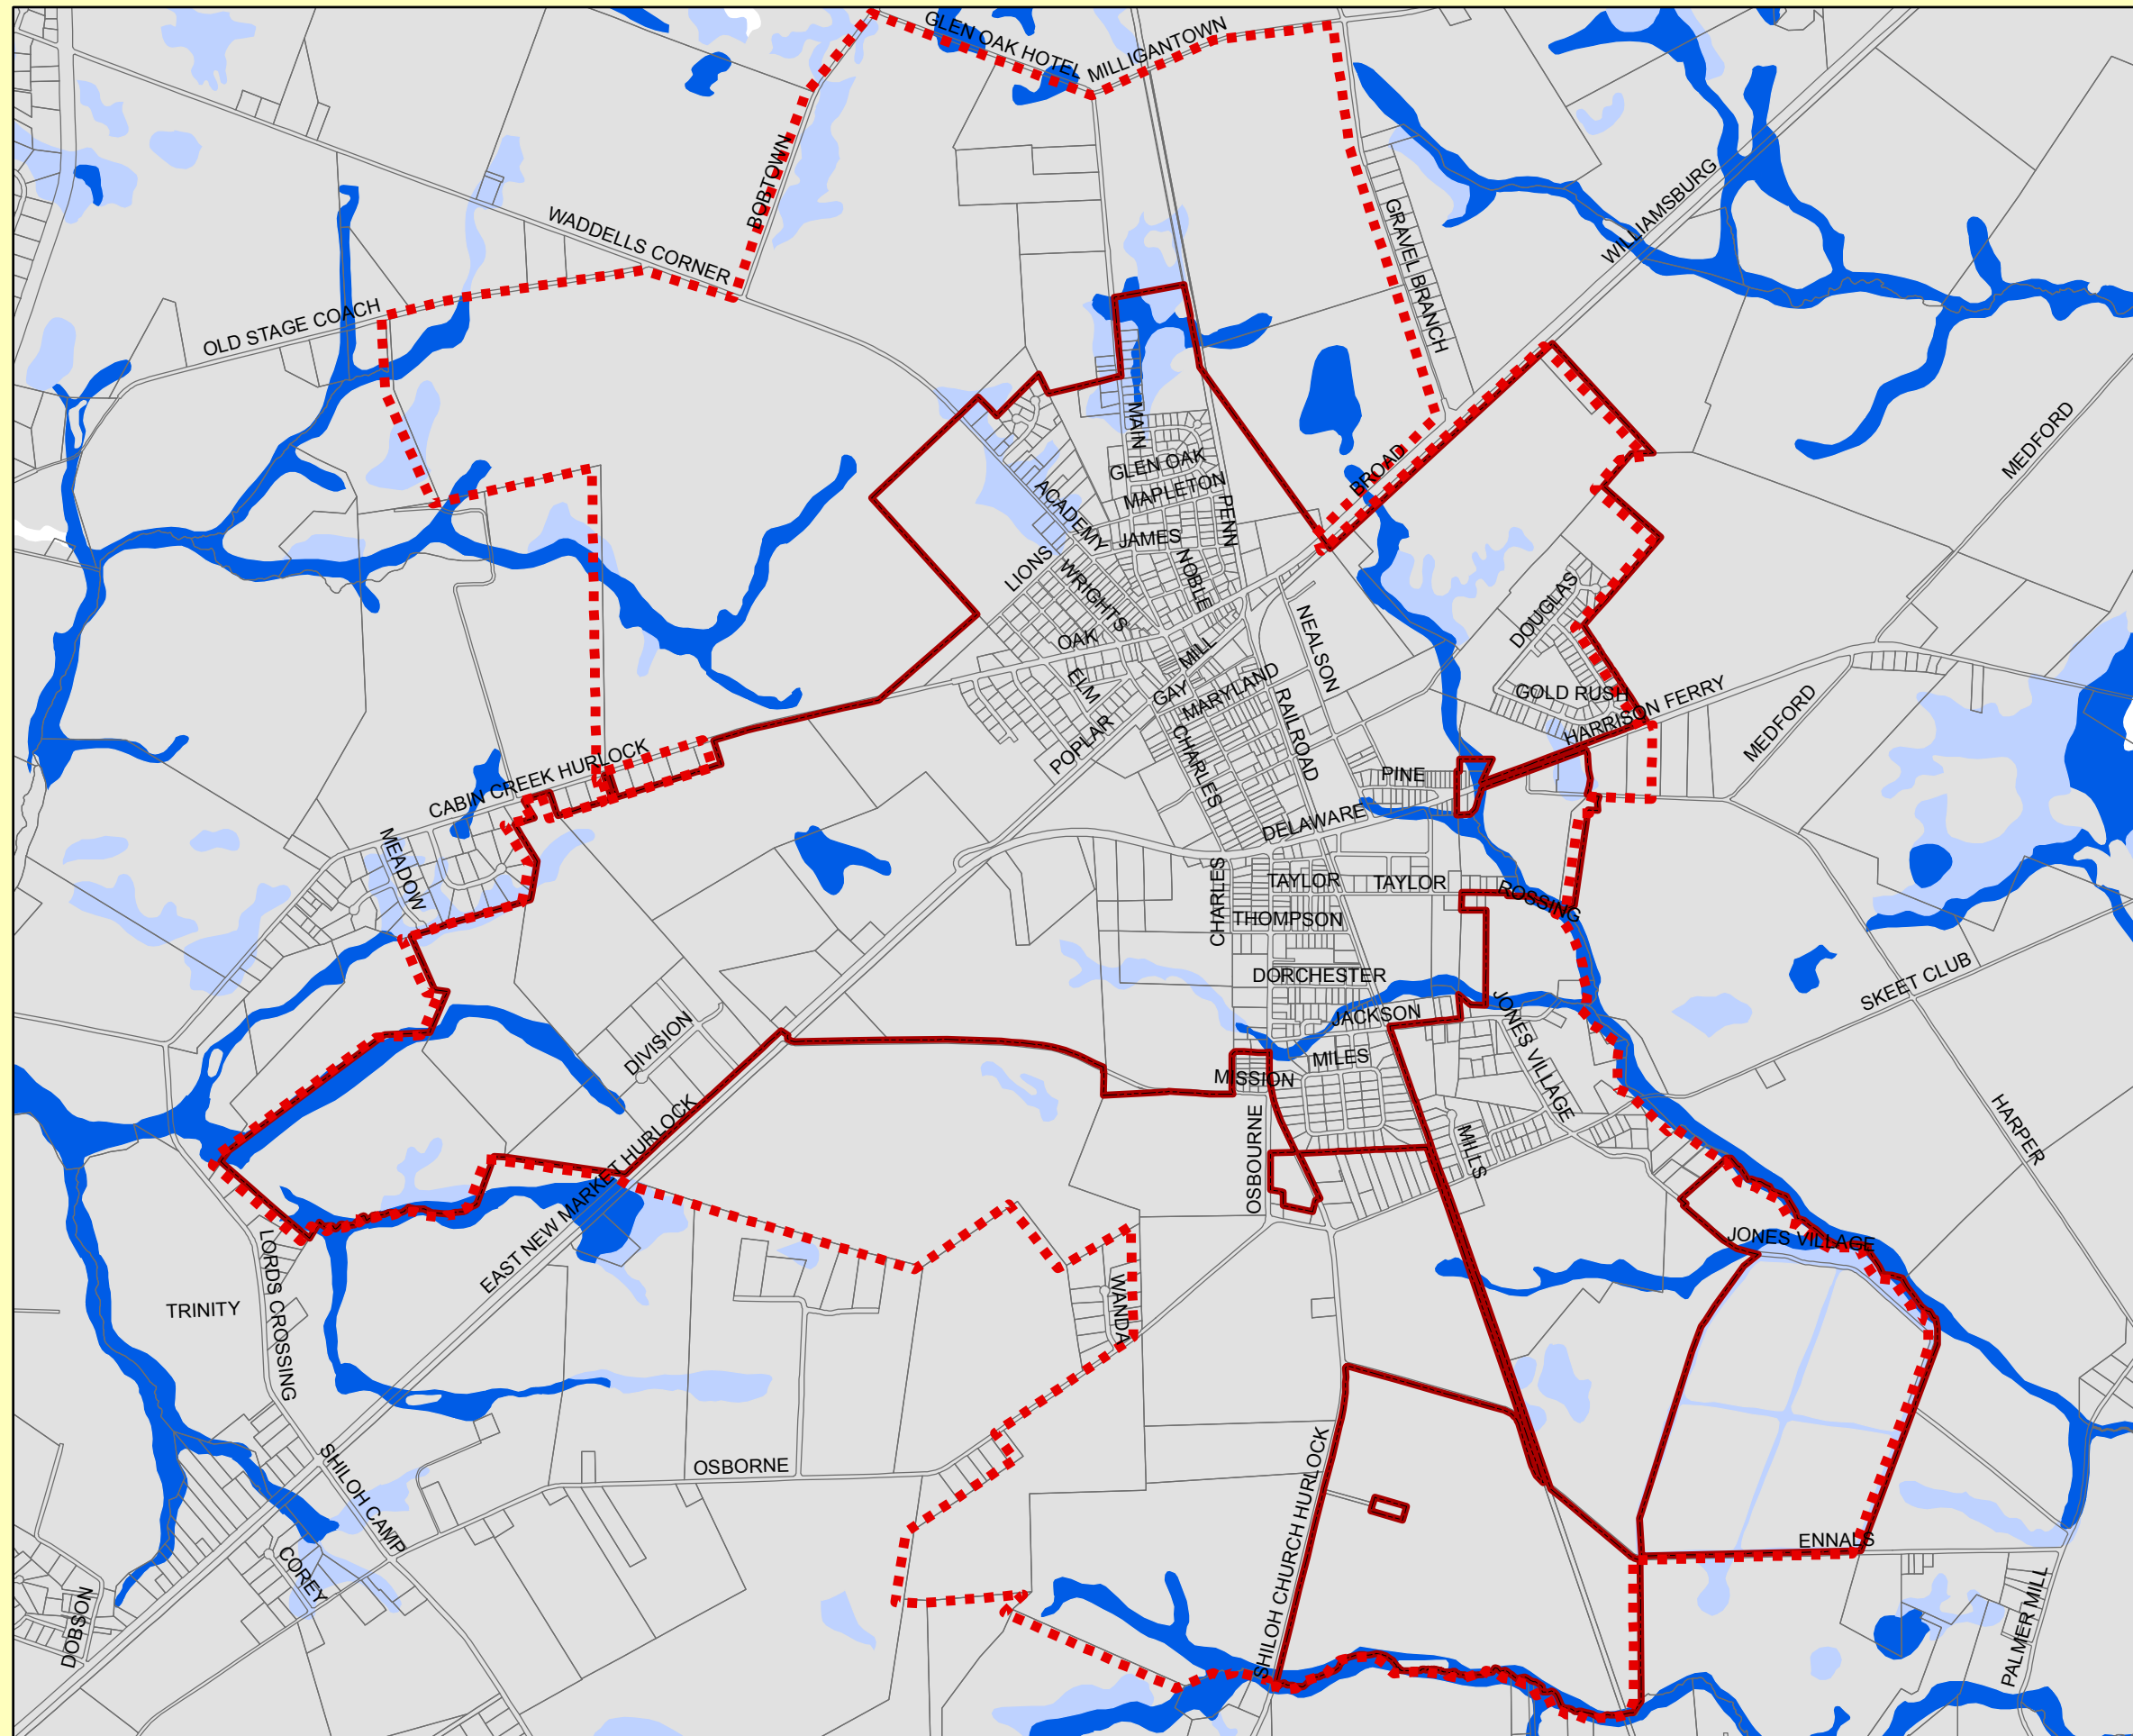 GLEN OAK HOTEL
MILLIGANTOWN
BOBTOWN
WADDELLS CORNER
OLD STAGE COACH
GRAVEL BRANCH
WILLIAMSBURG
MEDFORD
BROAD
MAIN
GLEN OAK
MAPLETON
PENN
ACADEMY
JAMES
LIONS
WRIGHTS
NOBLE
OAK
MILL
ELM
GAY
MARYLAND
NEALSON
DOUGLAS
POPLAR
CHARLES
RAILROAD
GOLD RUSH
HARRISON FERRY
MEDFORD
CABIN CREEK HURLOCK
PINE
DELAWARE
MEADOW
CHARLES
TAYLOR
TAYLOR
ROSSING
THOMPSON
DORCHESTER
SKEET CLUB
JACKSON
JONES VILLAGE
DIVISION
MILES
MISSION
OSBOURNE
MILLS
HARPER
EAST NEW MARKET HURLOCK
JONES VILLAGE
LORDS CROSSING
TRINITY
WANDA
SHILOH CAMP
OSBORNE
SHILOH CHURCH HURLOCK
COREY
DOBSON
ENNALS
PALMER MILL